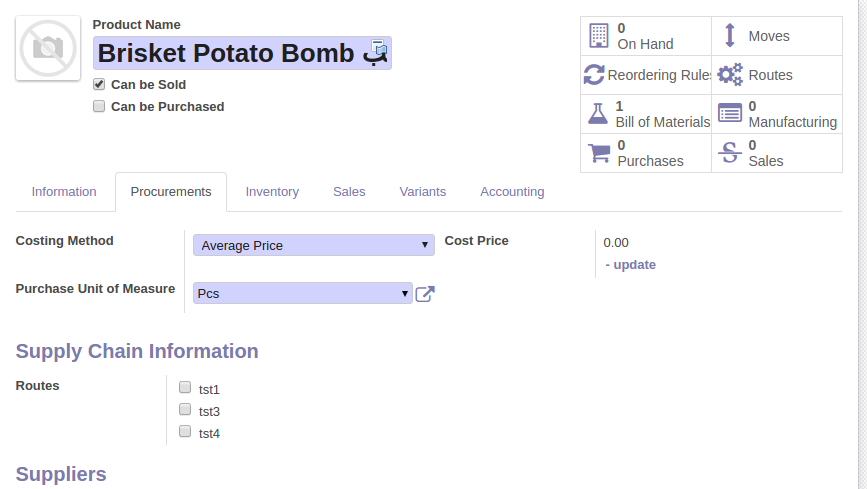 Product Name
Brisket Potato Bomb
Can be Sold
Can be Purchased
0
On Hand
Moves
Reordering Rules
Routes
1
Bill of Materials
0
Manufacturing
0
Purchases
0
Sales
Information Procurements Inventory Sales Variants Accounting
Costing Method Average Price Cost Price 0.00
- update
Purchase Unit of Measure Pcs
Supply Chain Information
Routes tst1
tst3
tst4
Suppliers